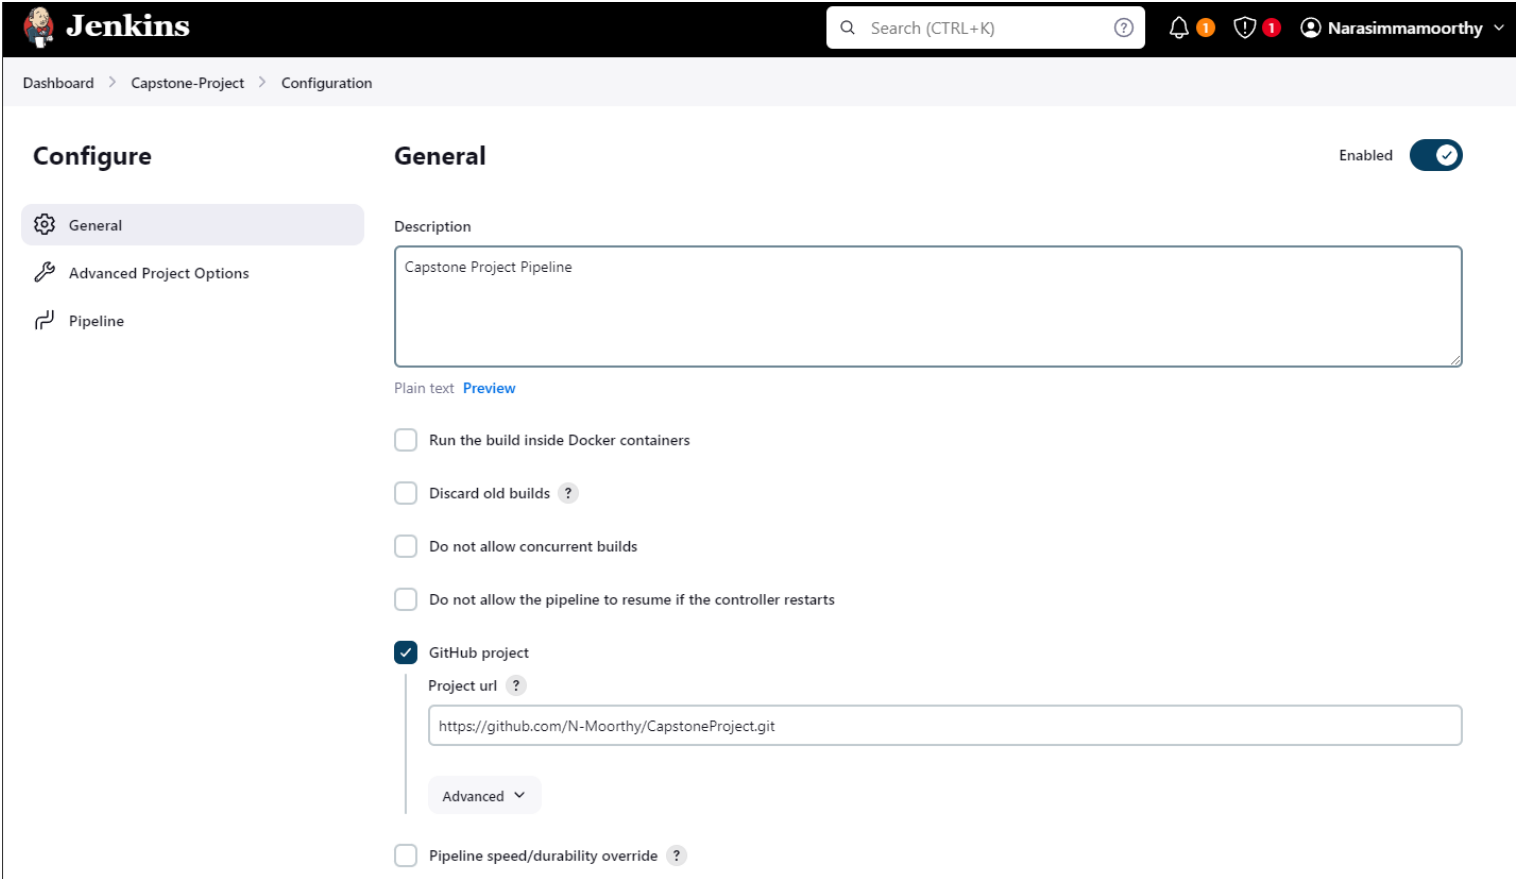 Jenkins
Search (CTRL+K) ?
1
1
Narasimmamoorthy
Dashboard > Capstone-Project > Configuration
Configure
General
Advanced Project Options
Pipeline
General
Enabled
Description
Capstone Project Pipeline
Plain text Preview
Run the build inside Docker containers
Discard old builds ?
Do not allow concurrent builds
Do not allow the pipeline to resume if the controller restarts
GitHub project
Project url ?
https://github.com/N-Moorthy/CapstoneProject.git
Advanced
Pipeline speed/durability override ?